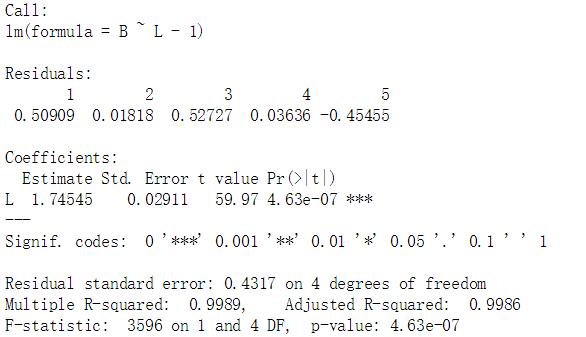 Call:
lm(formula = B ~ L - 1)
Residuals:
1 2 3 4 5
0.50909 0.01818 0.52727 0.03636 -0.45455
Coefficients:
Estimate Std. Error t value Pr(>|t|)
L 1.74545 0.02911 59.97 4.63e-07 ***
---
Signif. codes: 0 '***' 0.001 '**' 0.01 '*' 0.05 '.' 0.1 ' ' 1
Residual standard error: 0.4317 on 4 degrees of freedom
Multiple R-squared: 0.9989, Adjusted R-squared: 0.9986
F-statistic: 3596 on 1 and 4 DF, p-value: 4.63e-07